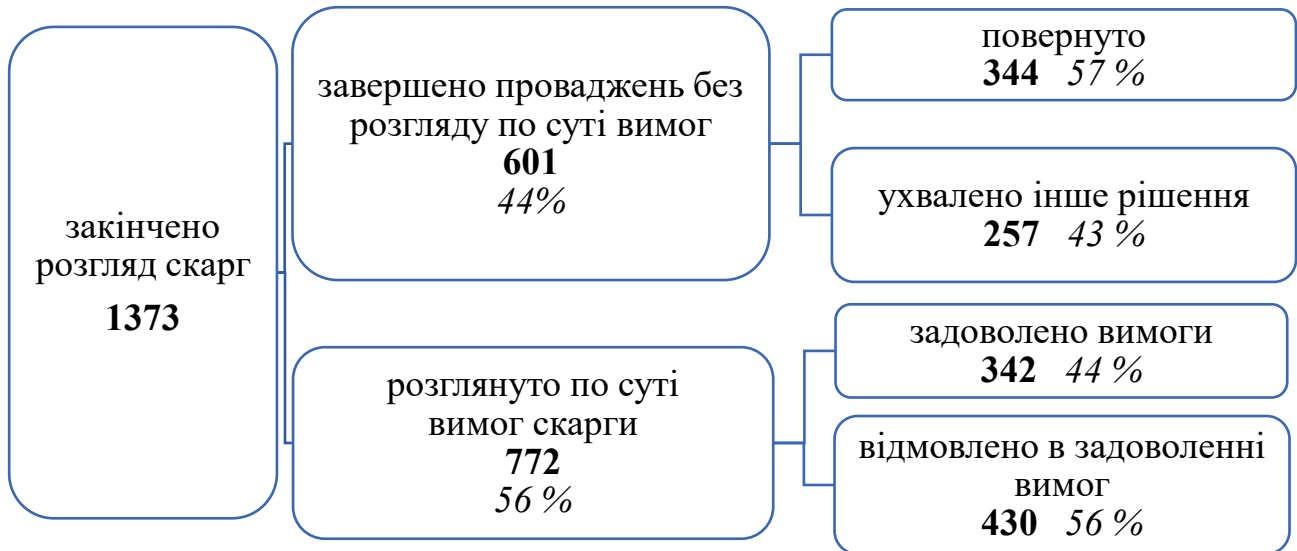 закінчено
розгляд скарг
1373
завершено проваджень без
розгляду по суті вимог
601
44%
повернуто
344 57 %
ухвалено інше рішення
257 43 %
розглянуто по суті
вимог скарги
772
56 %
задоволено вимоги
342 44 %
відмовлено в задоволенні
вимог
430 56 %